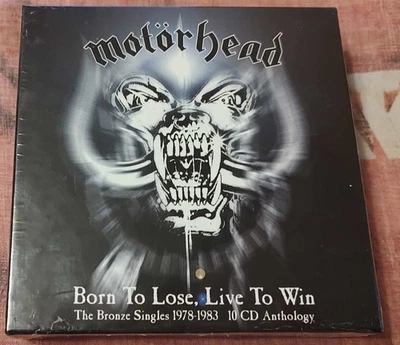 motörhead
Born To Lose, Live To Win
The Bronze Singles 1978-1983 10 CD Anthology